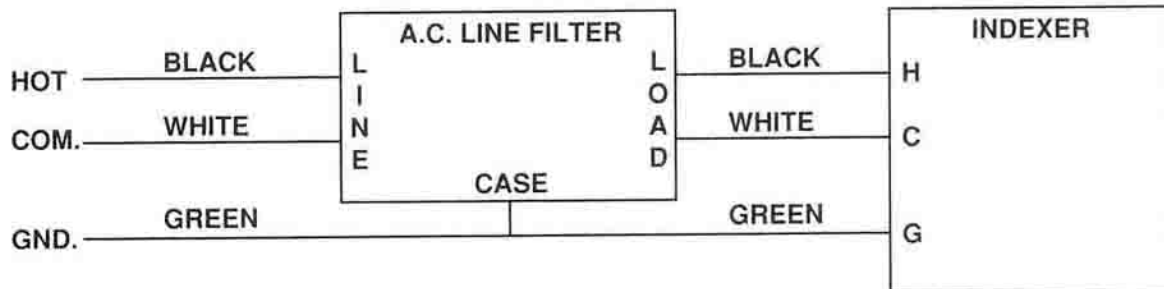 A.C. LINE FILTER
INDEXER
HOT
BLACK
LINE
LOAD
BLACK
H
COM.
WHITE
WHITE
C
CASE
GND.
GREEN
GREEN
G